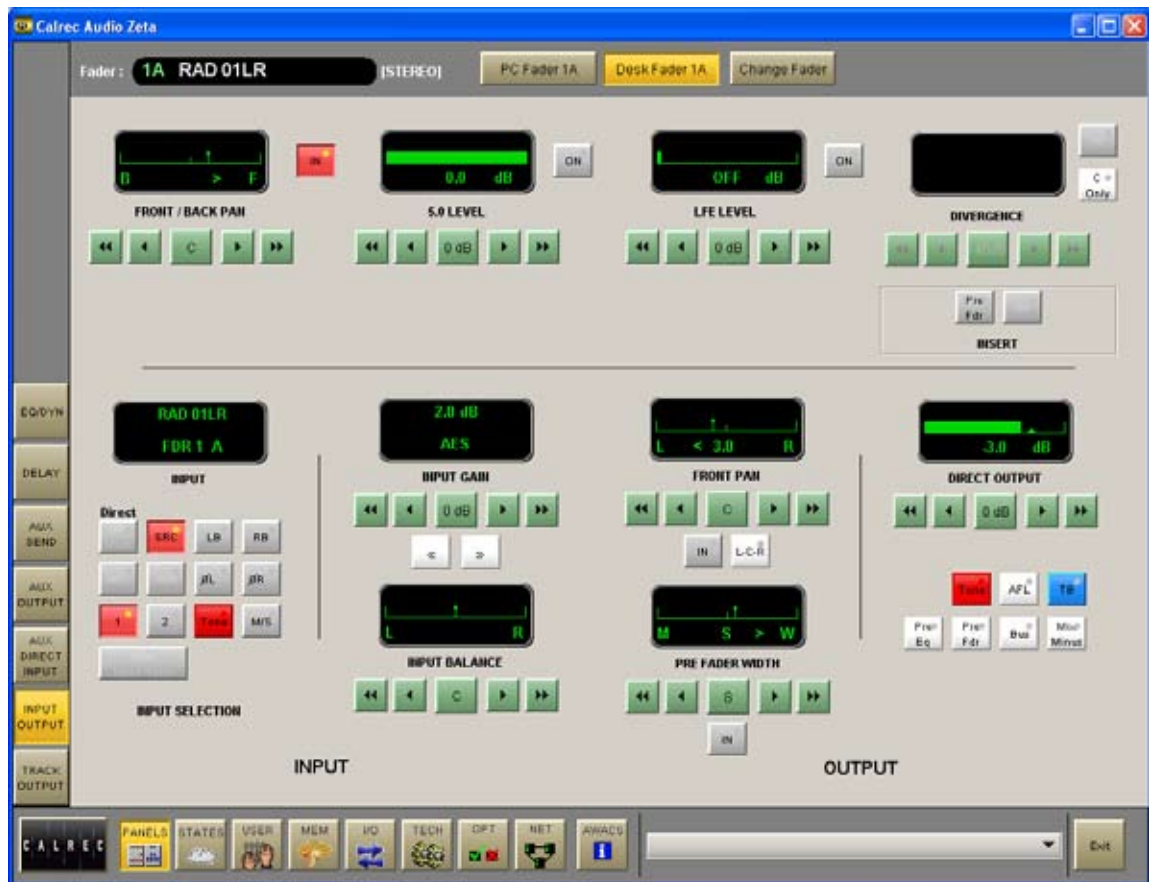 Calrec Audio Zeta
Fader : 1A RAD 01LR [STEREO] PC Fader 1A Desk Fader 1A Change Fader
B > F IN
0.0 dB ON
OFF dB ON
C Only
FRONT / BACK PAN 5.0 LEVEL LFE LEVEL DIVERGENCE
C 0 dB 0 dB
Pre Fdr
INSERT
RAD 01LR
FDR 1 A
INPUT
2.0 dB
AES
INPUT GAIN
L < 3.0 R
FRONT PAN
-3.0 dB
DIRECT OUTPUT
0 dB C 0 dB
Direct
SRC LB RB
ØL ØR
1 2 Tone M/S
INPUT SELECTION
« »
L R
INPUT BALANCE
C
IN L-C-R
M S > W
PRE FADER WIDTH
S
IN
Tone AFL TB
Pre Eq Pre Fdr Bus Mix Minus
INPUT OUTPUT
EQ/DYN
DELAY
AUX SEND
AUX OUTPUT
AUX DIRECT INPUT
INPUT OUTPUT
TRACK OUTPUT
CALREC PANELS STATES USER MEM I/O TECH OPT NET AWACS Exit